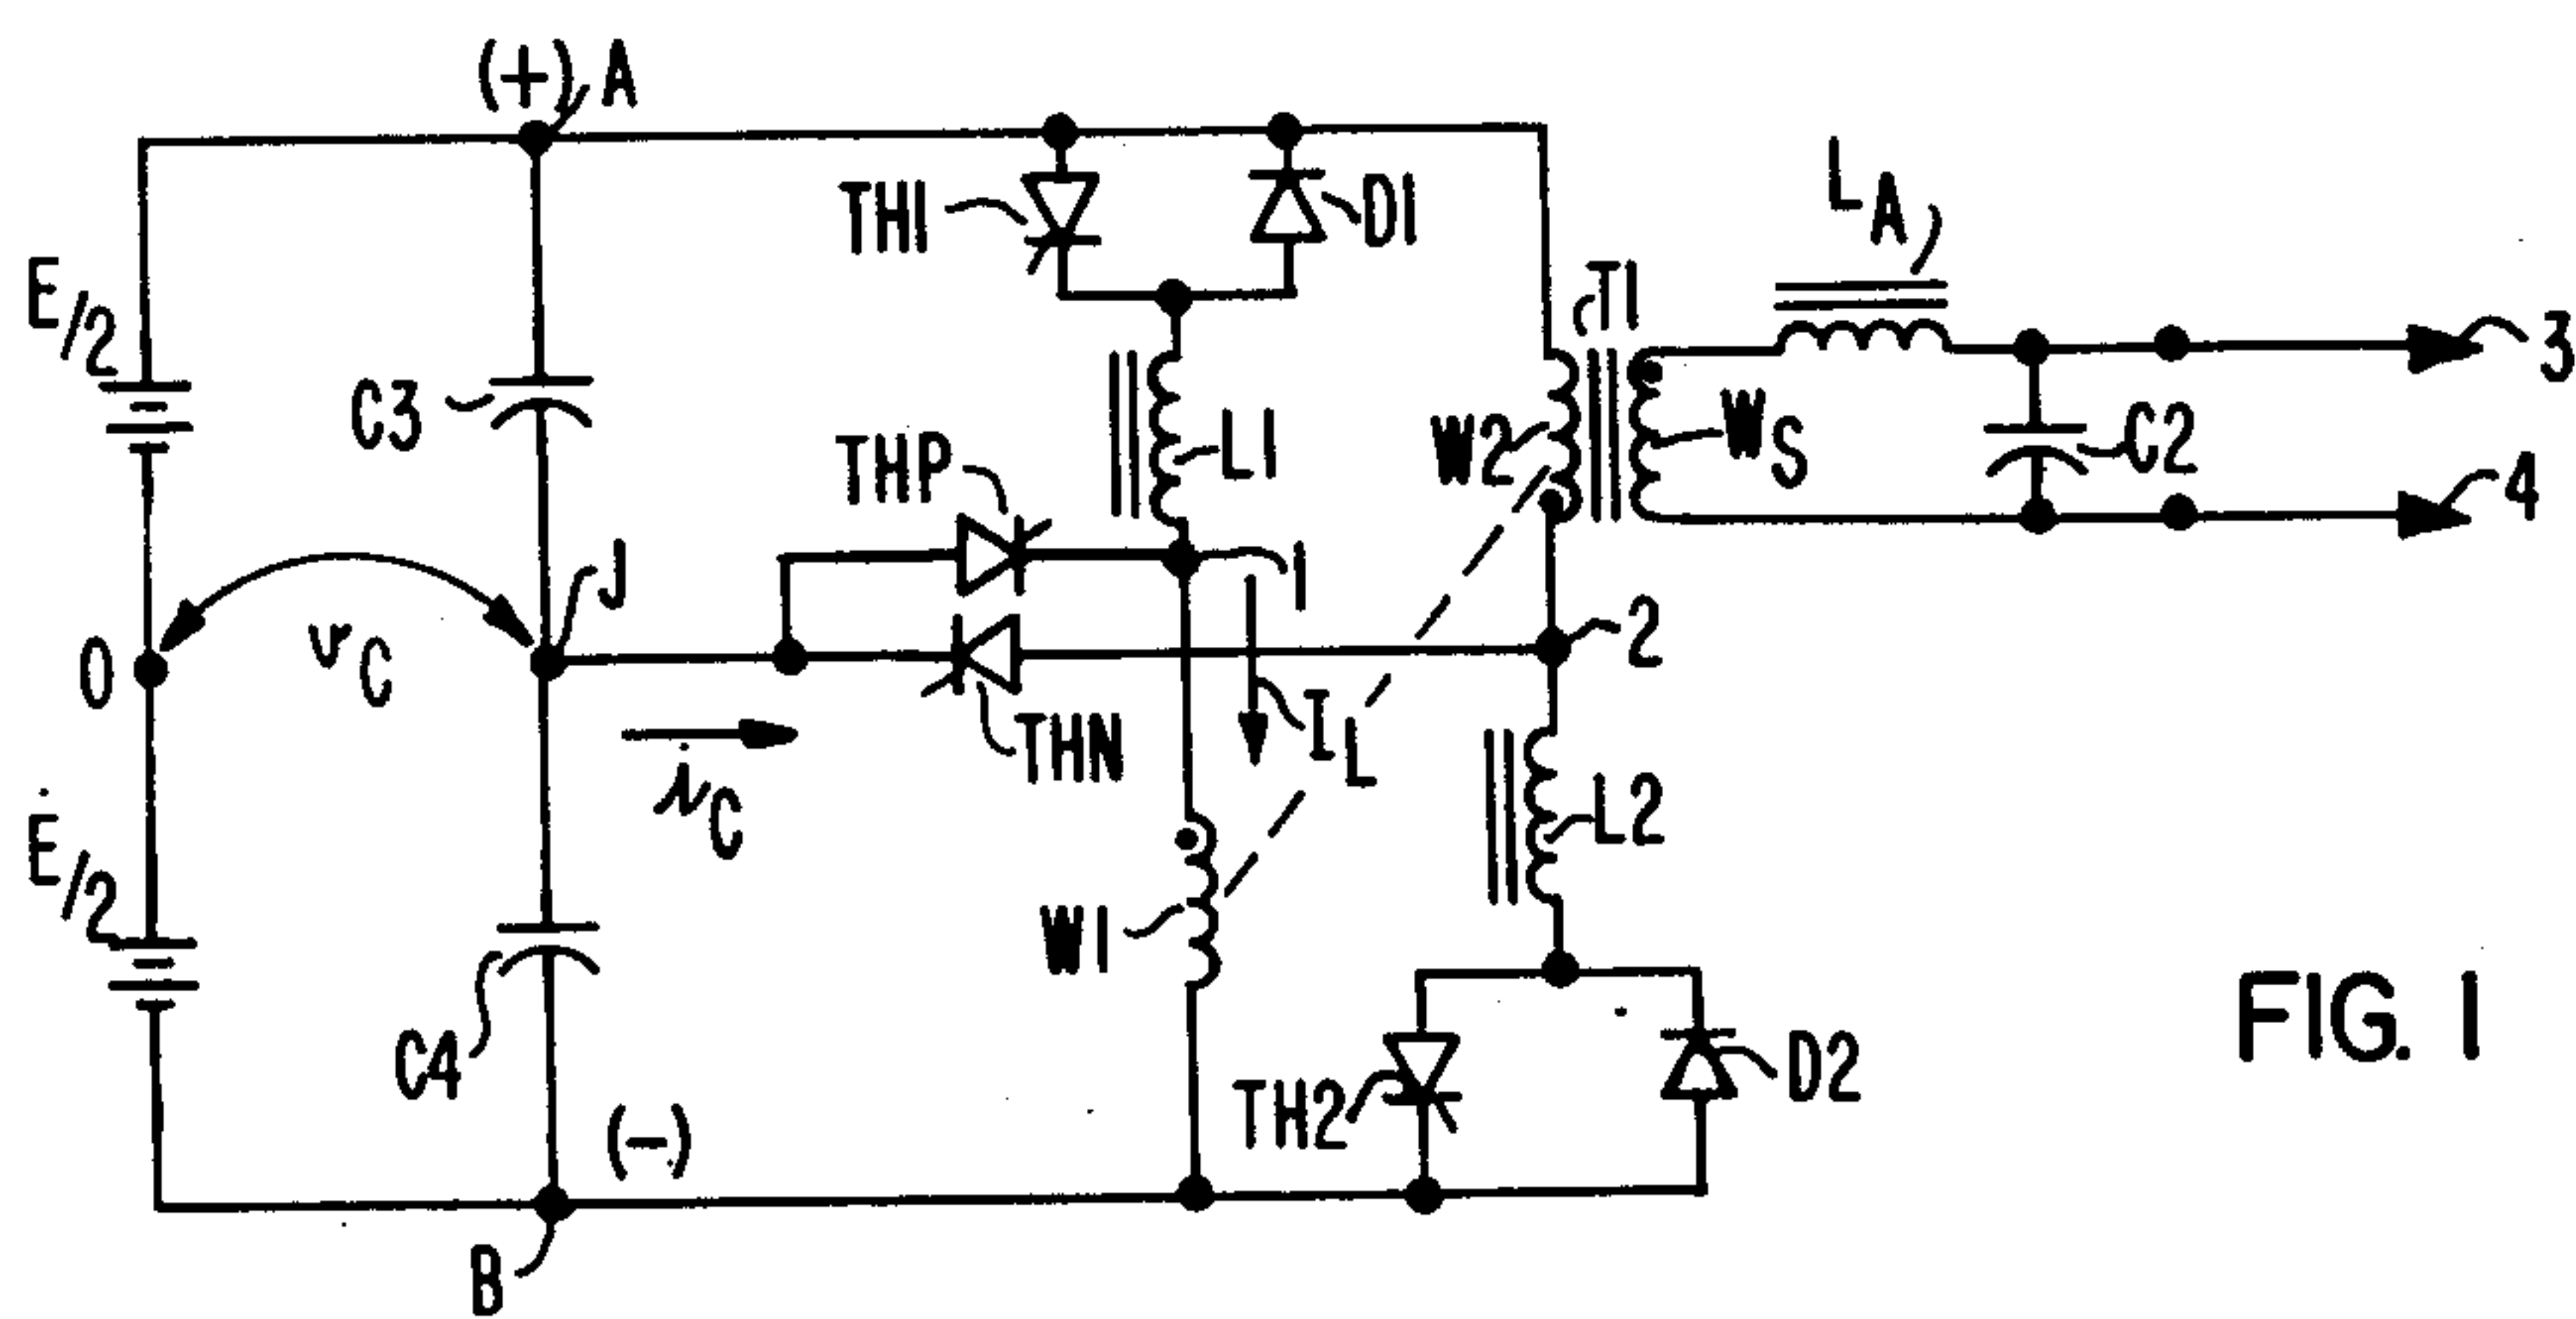 (+) A
TH1
D1
LA
E/2
T1
3
C3
THP
L1
W2
WS
C2
4
J
1
0
vC
2
THN
IL
iC
L2
E/2
W1
C4
TH2
D2
(-)
B
FIG. 1